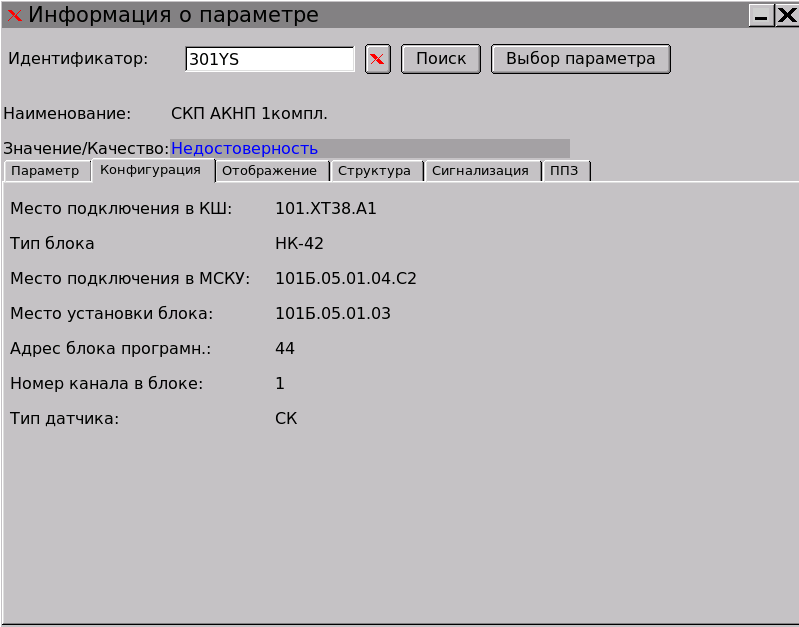 Информация о параметре
Идентификатор: 301YS Поиск Выбор параметра
Наименование: СКП АКНП 1компл.
Значение/Качество: Недостоверность
Параметр Конфигурация Отображение Структура Сигнализация ППЗ
Место подключения в КШ: 101.ХТ38.А1
Тип блока НК-42
Место подключения в МСКУ: 101Б.05.01.04.С2
Место установки блока: 101Б.05.01.03
Адрес блока програмн.: 44
Номер канала в блоке: 1
Тип датчика: СК